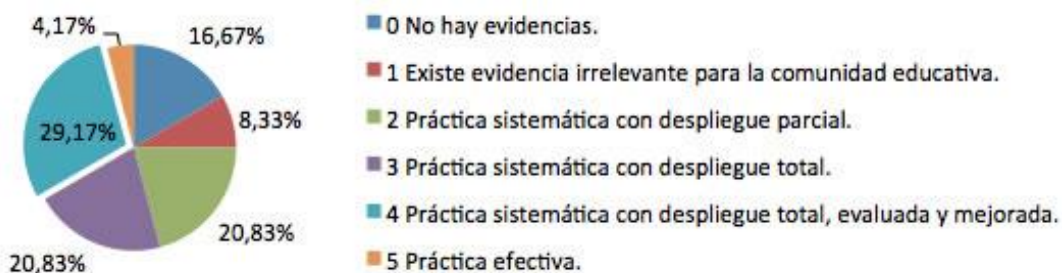 4,17%
16,67%
8,33%
20,83%
20,83%
29,17%
0 No hay evidencias.
1 Existe evidencia irrelevante para la comunidad educativa.
2 Práctica sistemática con despliegue parcial.
3 Práctica sistemática con despliegue total.
4 Práctica sistemática con despliegue total, evaluada y mejorada.
5 Práctica efectiva.